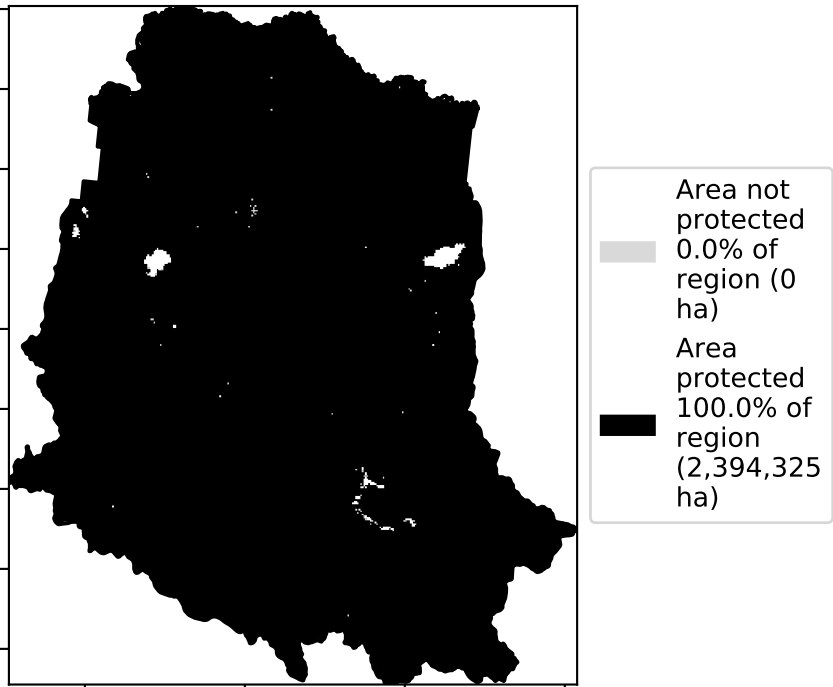 Area not
protected
0.0% of
region (0
ha)
Area
protected
100.0% of
region
(2,394,325
ha)